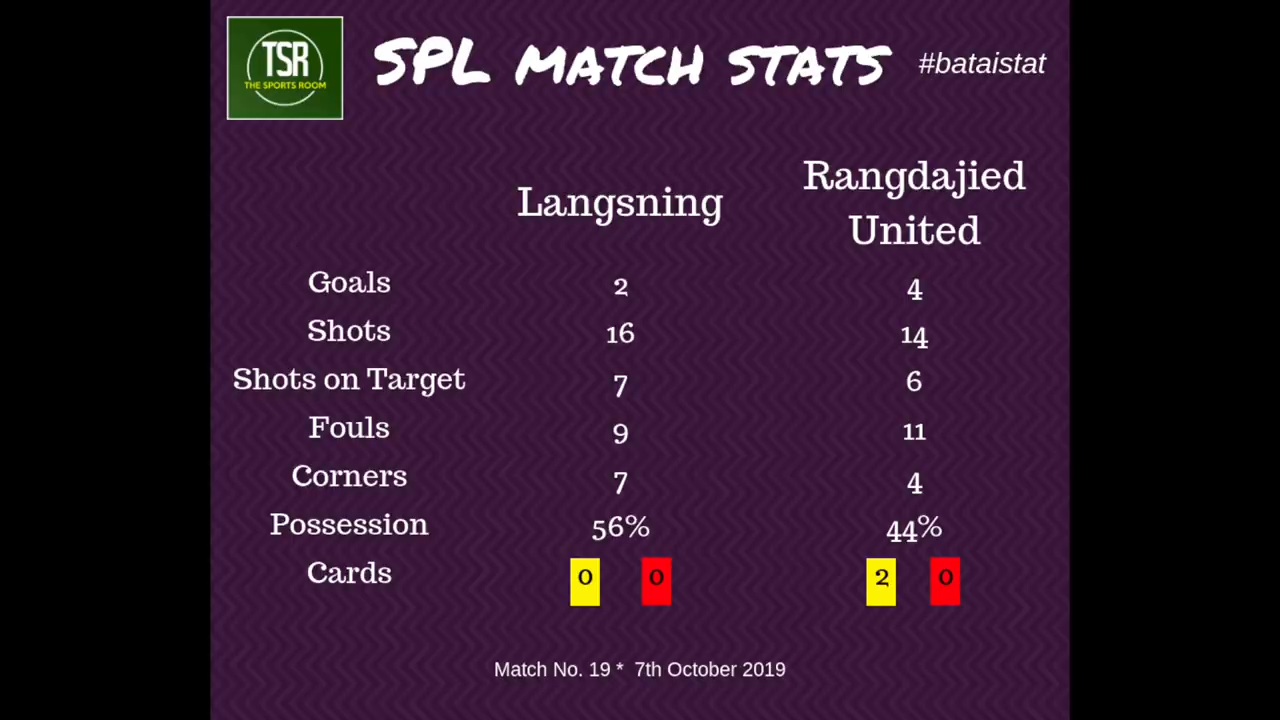 TSR
THE SPORTS ROOM
SPL MATCH STATS
#bataistat
Langsning
Rangdajied
United
Goals 2 4
Shots 16 14
Shots on Target 7 6
Fouls 9 11
Corners 7 4
Possession 56% 44%
Cards 0 0 2 0
Match No. 19 * 7th October 2019